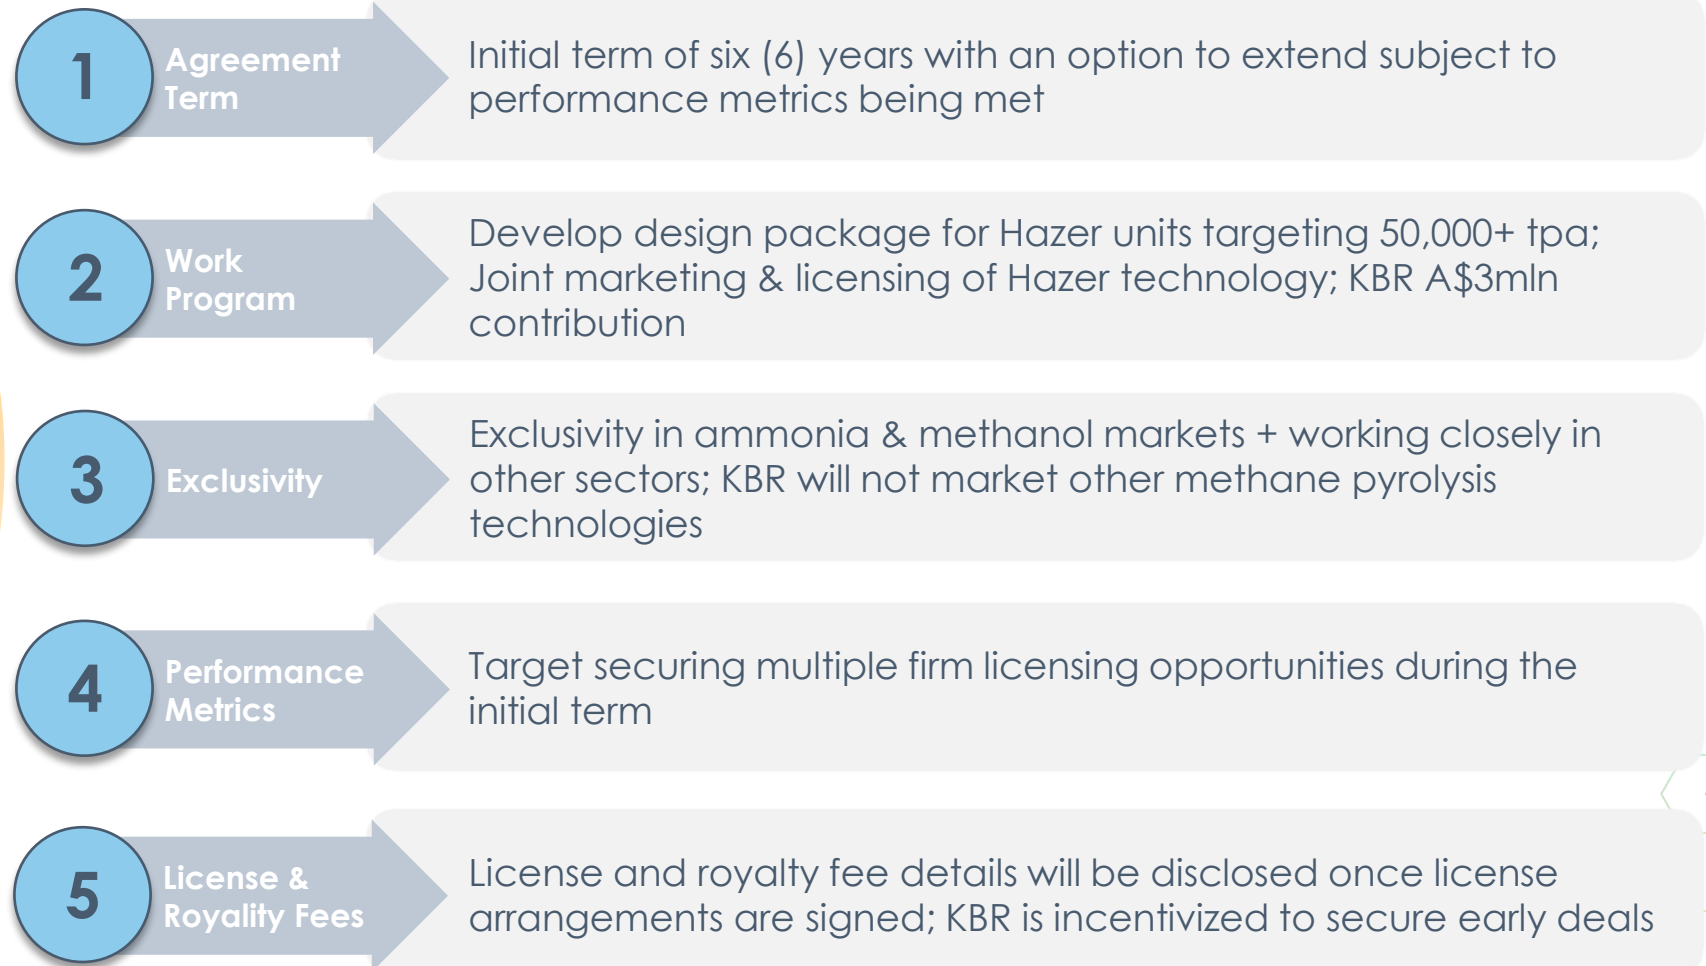 1
Agreement
Term
Initial term of six (6) years with an option to extend subject to
performance metrics being met
2
Work
Program
Develop design package for Hazer units targeting 50,000+ tpa;
Joint marketing & licensing of Hazer technology; KBR A$3mln
contribution
3
Exclusivity
Exclusivity in ammonia & methanol markets + working closely in
other sectors; KBR will not market other methane pyrolysis
technologies
4
Performance
Metrics
Target securing multiple firm licensing opportunities during the
initial term
5
License &
Royality Fees
License and royalty fee details will be disclosed once license
arrangements are signed; KBR is incentivized to secure early deals